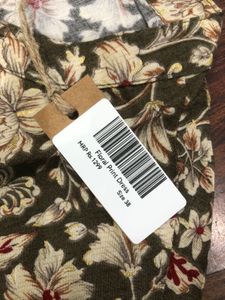 Floral Print Dress
MRP Rs.1299
Size 38